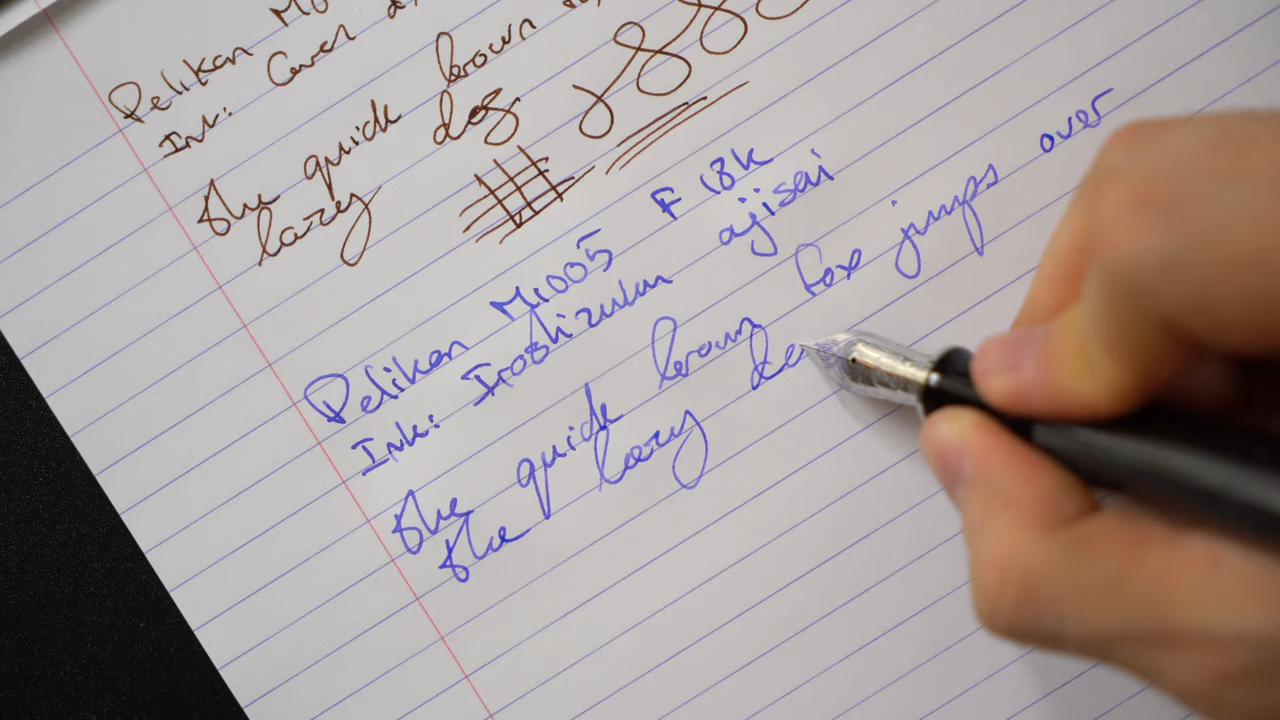 Pelikan
Ink:
the quick brown
lazy dog
Pelikan M1005 F 18k
Ink: Iroshizuku ajisai
the quick brown fox jumps over
the lazy do